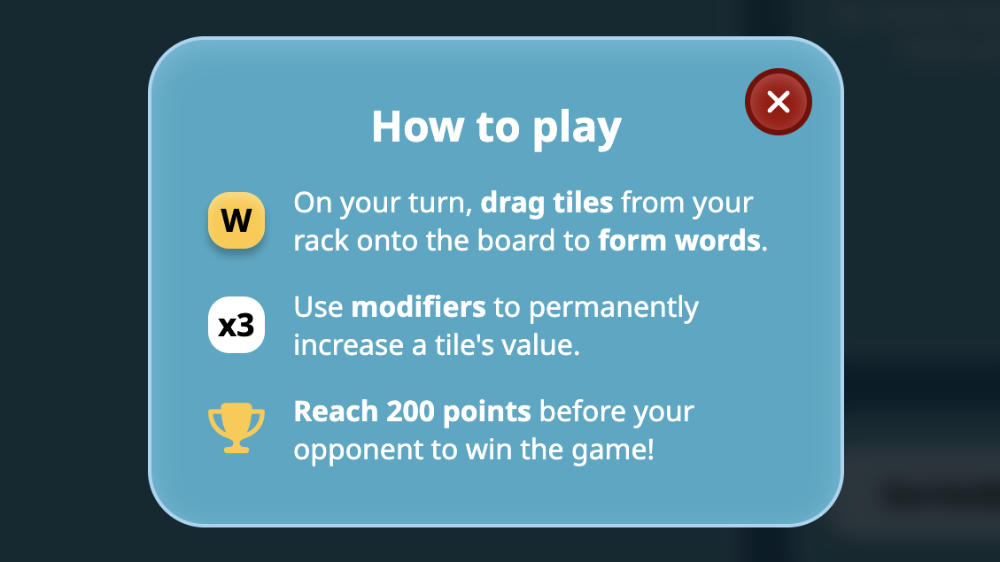 How to play
W
On your turn, drag tiles from your
rack onto the board to form words.
x3
Use modifiers to permanently
increase a tile's value.
Reach 200 points before your
opponent to win the game!